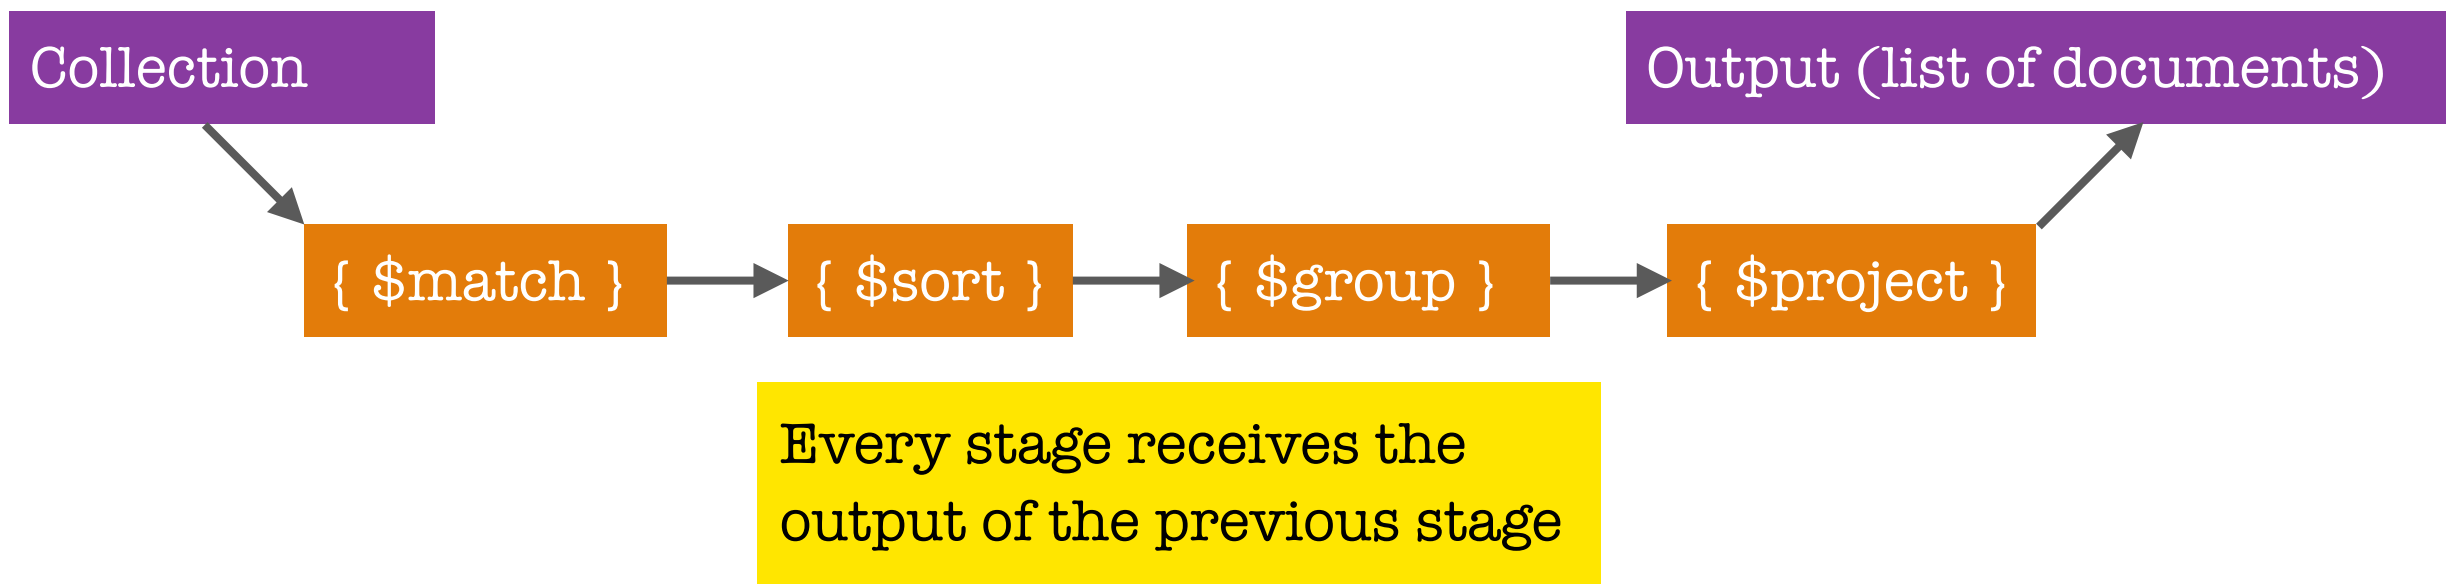 Collection
Output (list of documents)
{ $match }
{ $sort }
{ $group }
{ $project }
Every stage receives the
output of the previous stage